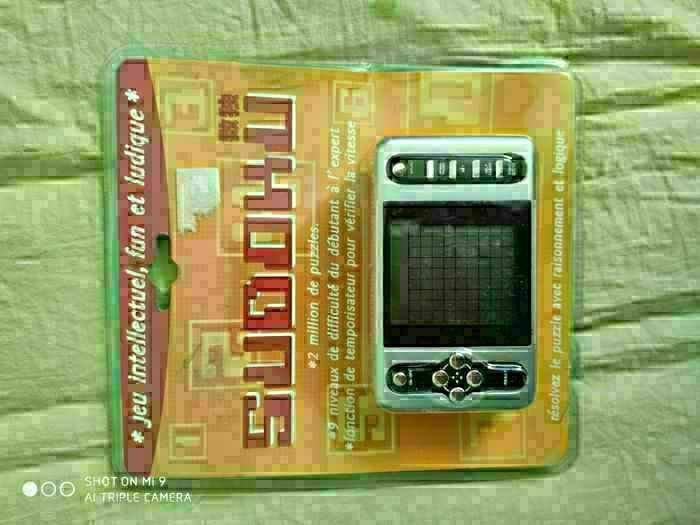 * jeu intellectuel, fun et ludique *
数独
SUDOKU
*2 million de puzzles.
*9 niveaux de difficulté du débutant à l'expert
*fonction de temporisateur pour vérifier la vitesse
résolvez le puzzle avec raisonnement et logique
SHOT ON MI 9
AI TRIPLE CAMERA